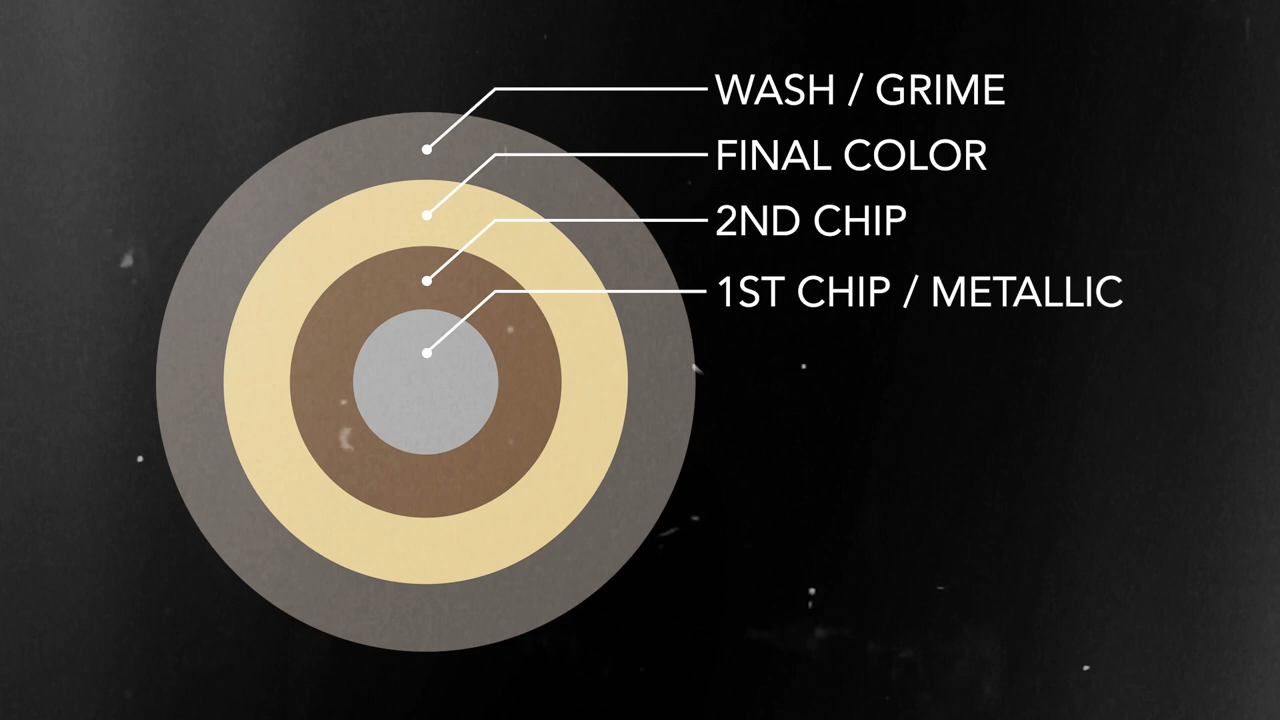 WASH / GRIME
FINAL COLOR
2ND CHIP
1ST CHIP / METALLIC